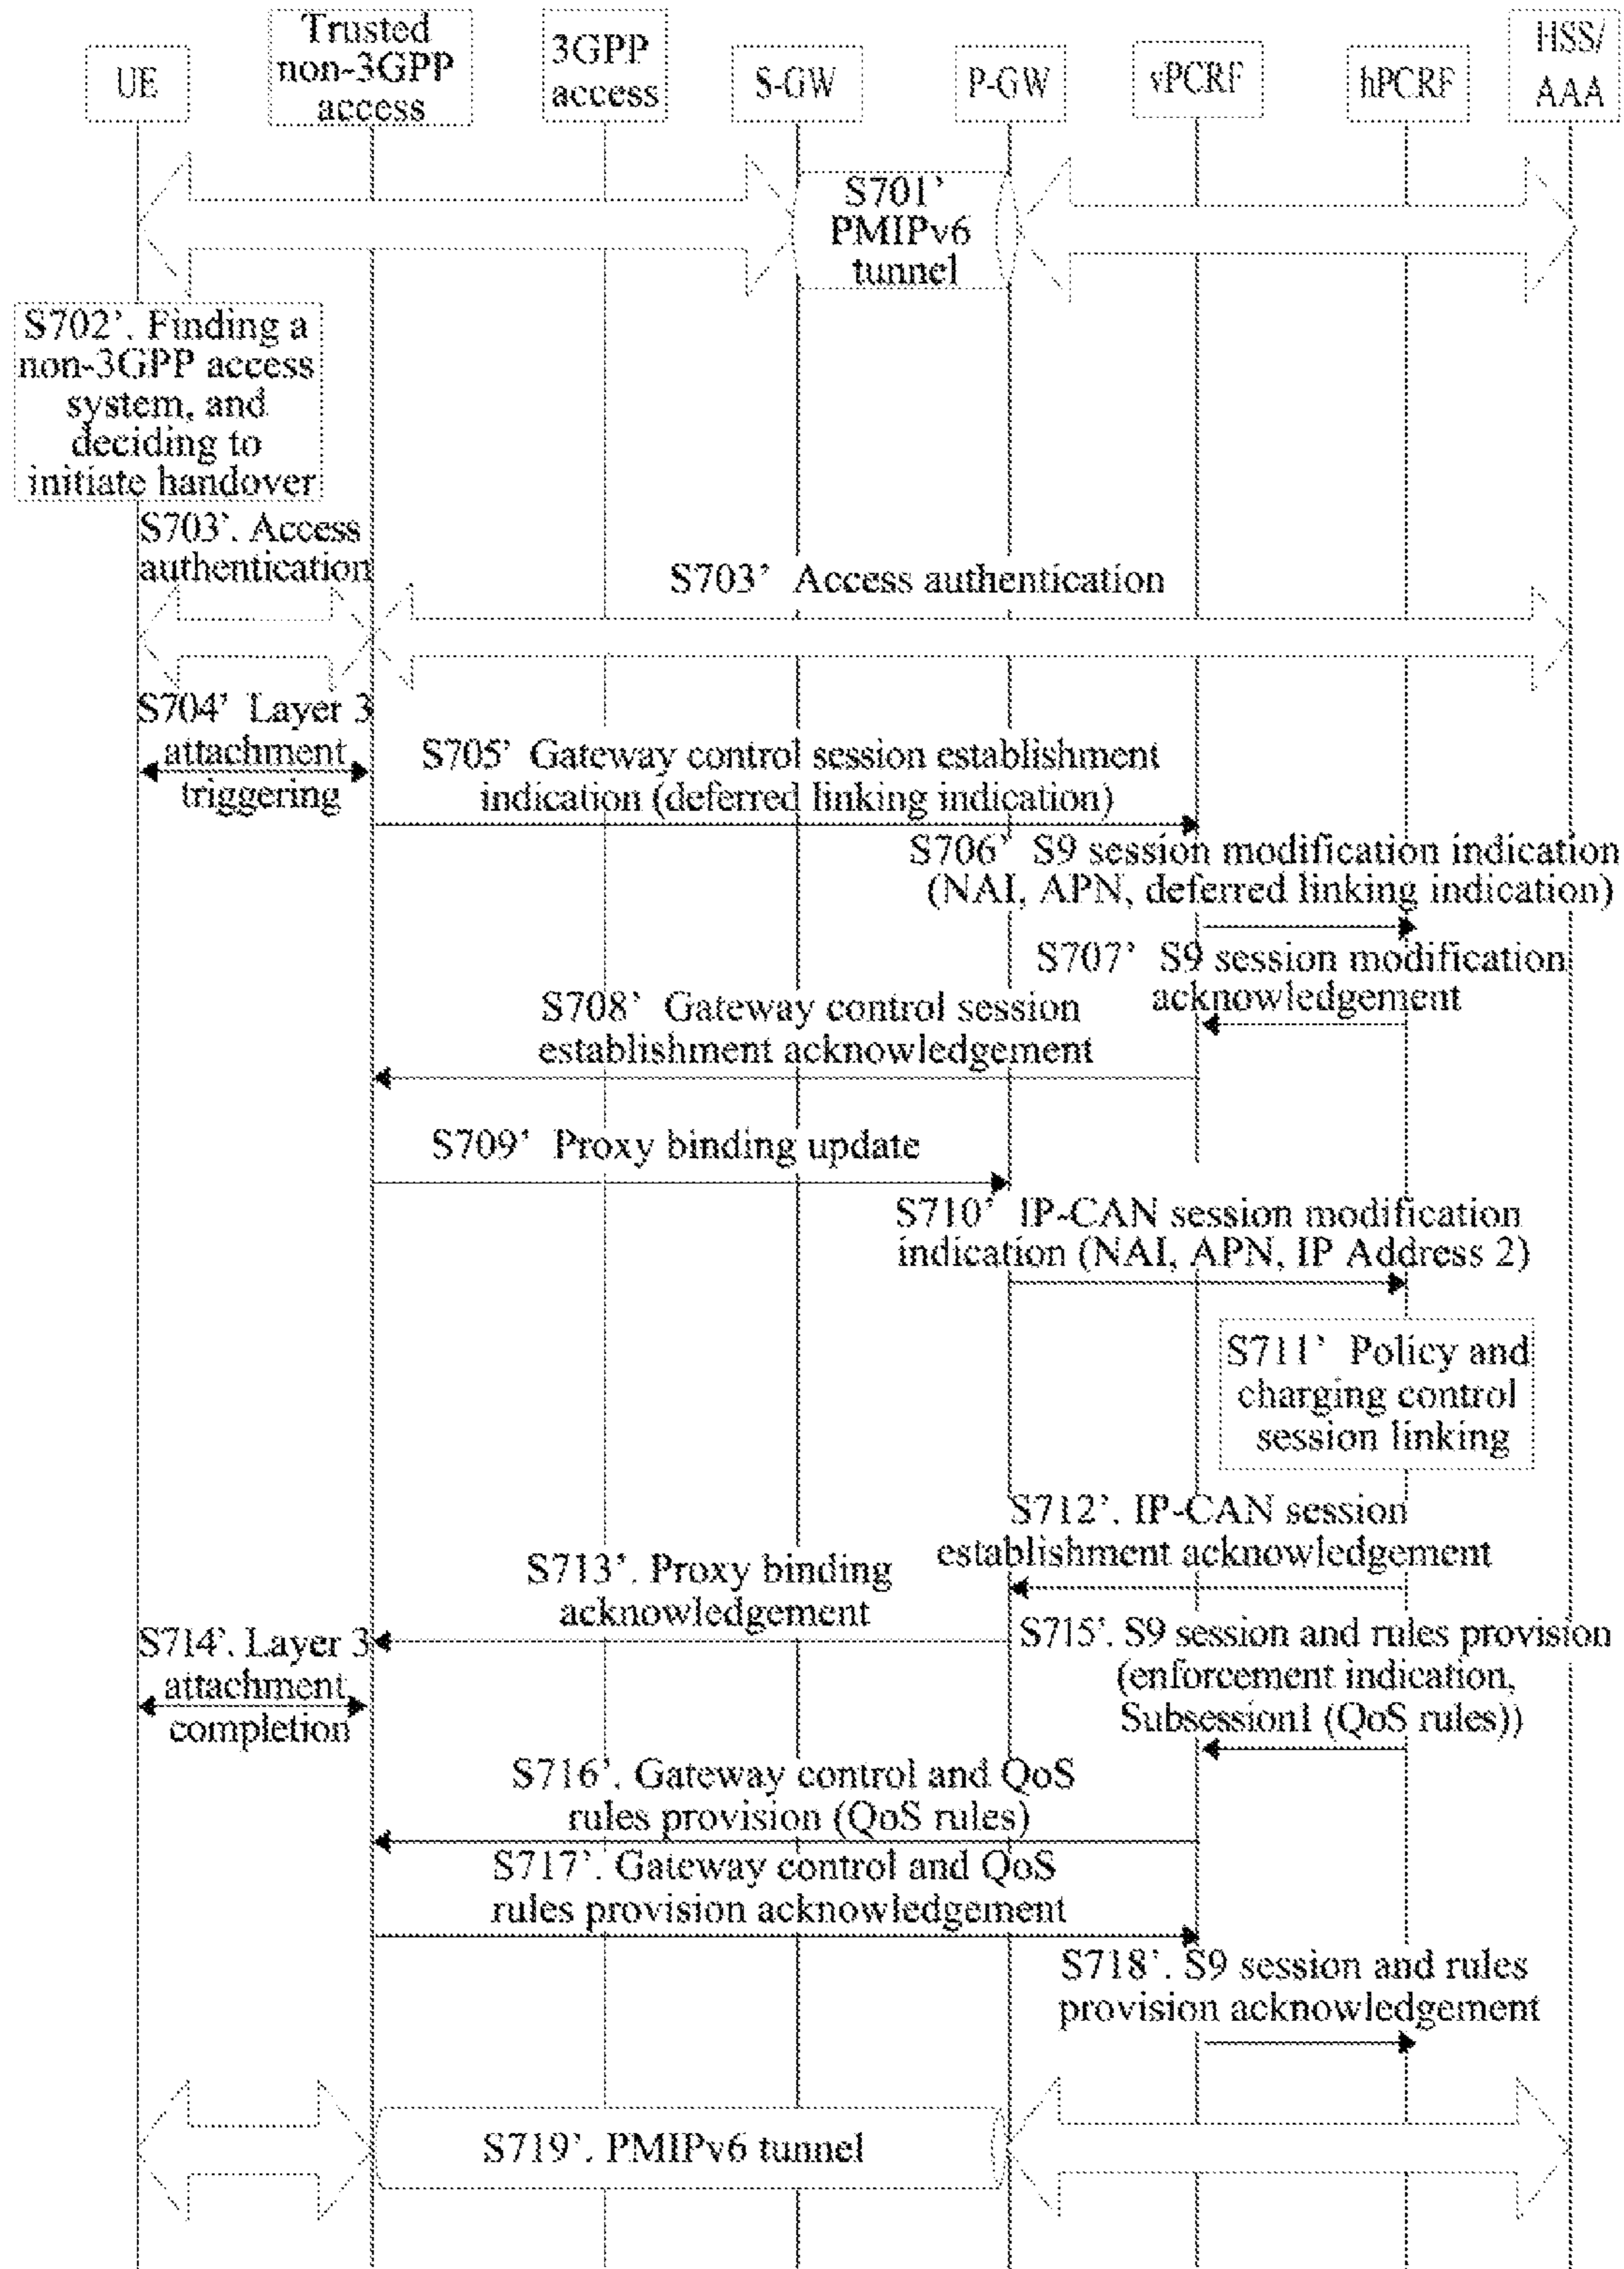 UE
Trusted
non-3GPP
access
3GPP
access
S-GW
P-GW
vPCRF
hPCRF
HSS/
AAA
S701’
PMIPv6
tunnel
S702’. Finding a
non-3GPP access
system, and
deciding to
initiate handover
S703’. Access
authentication
S703’ Access authentication
S704’ Layer 3
attachment
triggering
S705’ Gateway control session establishment
indication (deferred linking indication)
S706’ S9 session modification indication
(NAI, APN, deferred linking indication)
S707’ S9 session modification
acknowledgement
S708’ Gateway control session
establishment acknowledgement
S709’ Proxy binding update
S710’ IP-CAN session modification
indication (NAI, APN, IP Address 2)
S711’ Policy and
charging control
session linking
S712’. IP-CAN session
establishment acknowledgement
S713’. Proxy binding
acknowledgement
S714’. Layer 3
attachment
completion
S715’. S9 session and rules provision
(enforcement indication,
Subsession1 (QoS rules))
S716’. Gateway control and QoS
rules provision (QoS rules)
S717’. Gateway control and QoS
rules provision acknowledgement
S718’. S9 session and rules
provision acknowledgement
S719’. PMIPv6 tunnel